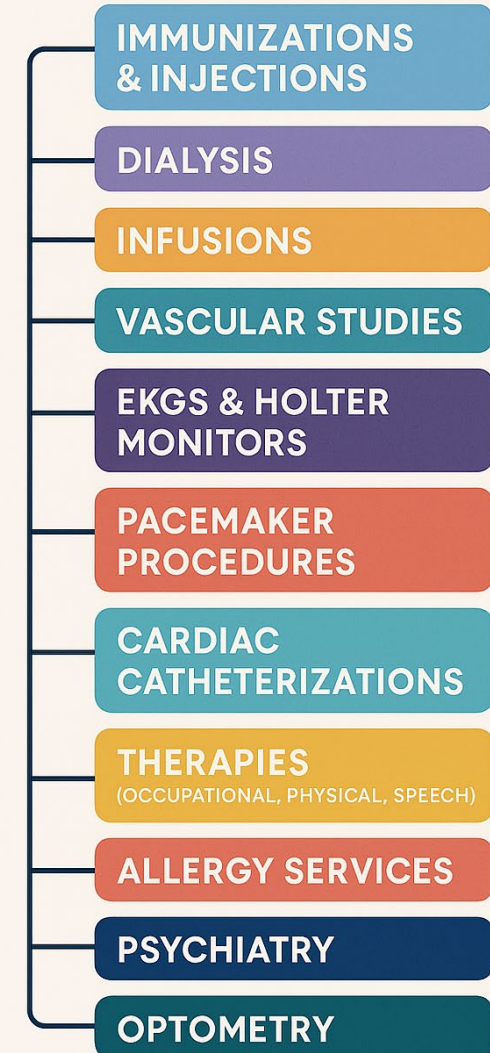 IMMUNIZATIONS
& INJECTIONS
DIALYSIS
INFUSIONS
VASCULAR STUDIES
EKGS & HOLTER
MONITORS
PACEMAKER
PROCEDURES
CARDIAC
CATHETERIZATIONS
THERAPIES
(OCCUPATIONAL, PHYSICAL, SPEECH)
ALLERGY SERVICES
PSYCHIATRY
OPTOMETRY